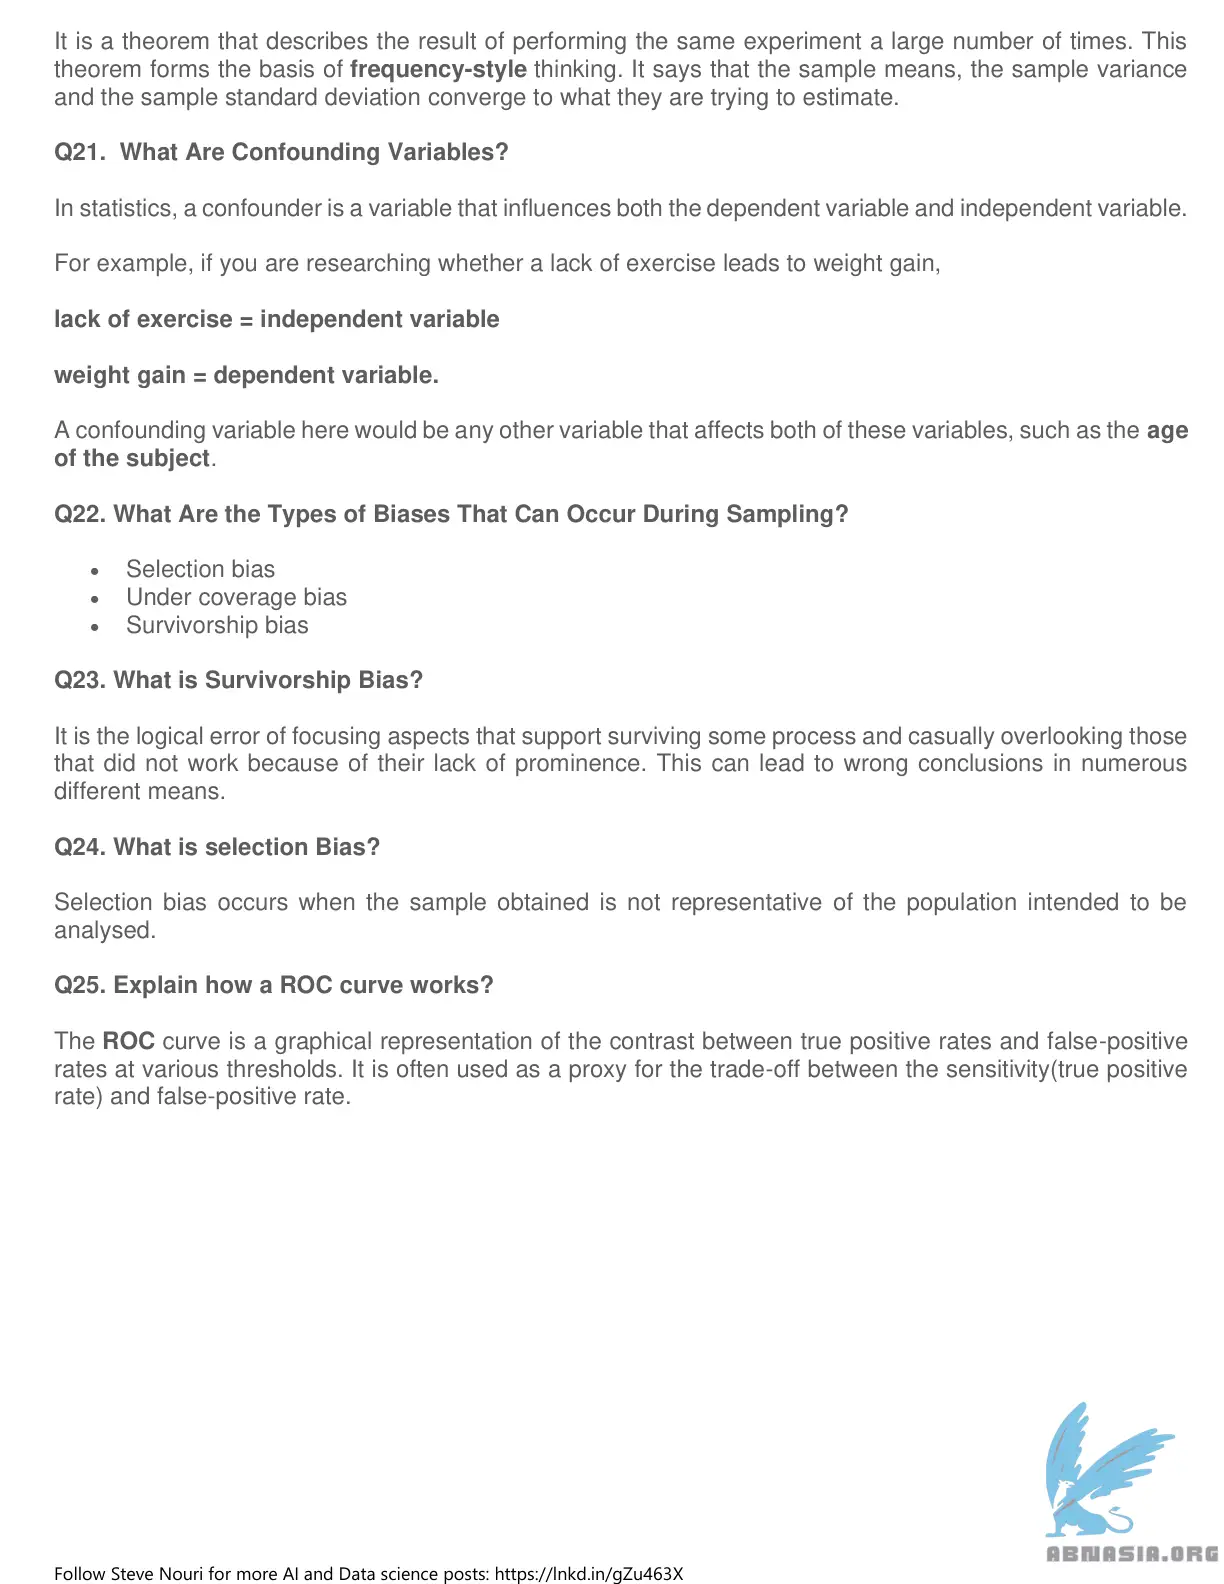 It is a theorem that describes the result of performing the same experiment a large number of times. This
theorem forms the basis of frequency-style thinking. It says that the sample means, the sample variance
and the sample standard deviation converge to what they are trying to estimate.
Q21.  What Are Confounding Variables?
In statistics, a confounder is a variable that influences both the dependent variable and independent variable.
For example, if you are researching whether a lack of exercise leads to weight gain,
lack of exercise = independent variable
weight gain = dependent variable.
A confounding variable here would be any other variable that affects both of these variables, such as the age
of the subject.
Q22. What Are the Types of Biases That Can Occur During Sampling?
• Selection bias
• Under coverage bias
• Survivorship bias
Q23. What is Survivorship Bias?
It is the logical error of focusing aspects that support surviving some process and casually overlooking those
that did not work because of their lack of prominence. This can lead to wrong conclusions in numerous
different means.
Q24. What is selection Bias?
Selection bias occurs when the sample obtained is not representative of the population intended to be
analysed.
Q25. Explain how a ROC curve works?
The ROC curve is a graphical representation of the contrast between true positive rates and false-positive
rates at various thresholds. It is often used as a proxy for the trade-off between the sensitivity(true positive
rate) and false-positive rate.
ABNASIA.ORG
Follow Steve Nouri for more AI and Data science posts: https://lnkd.in/gZu463X